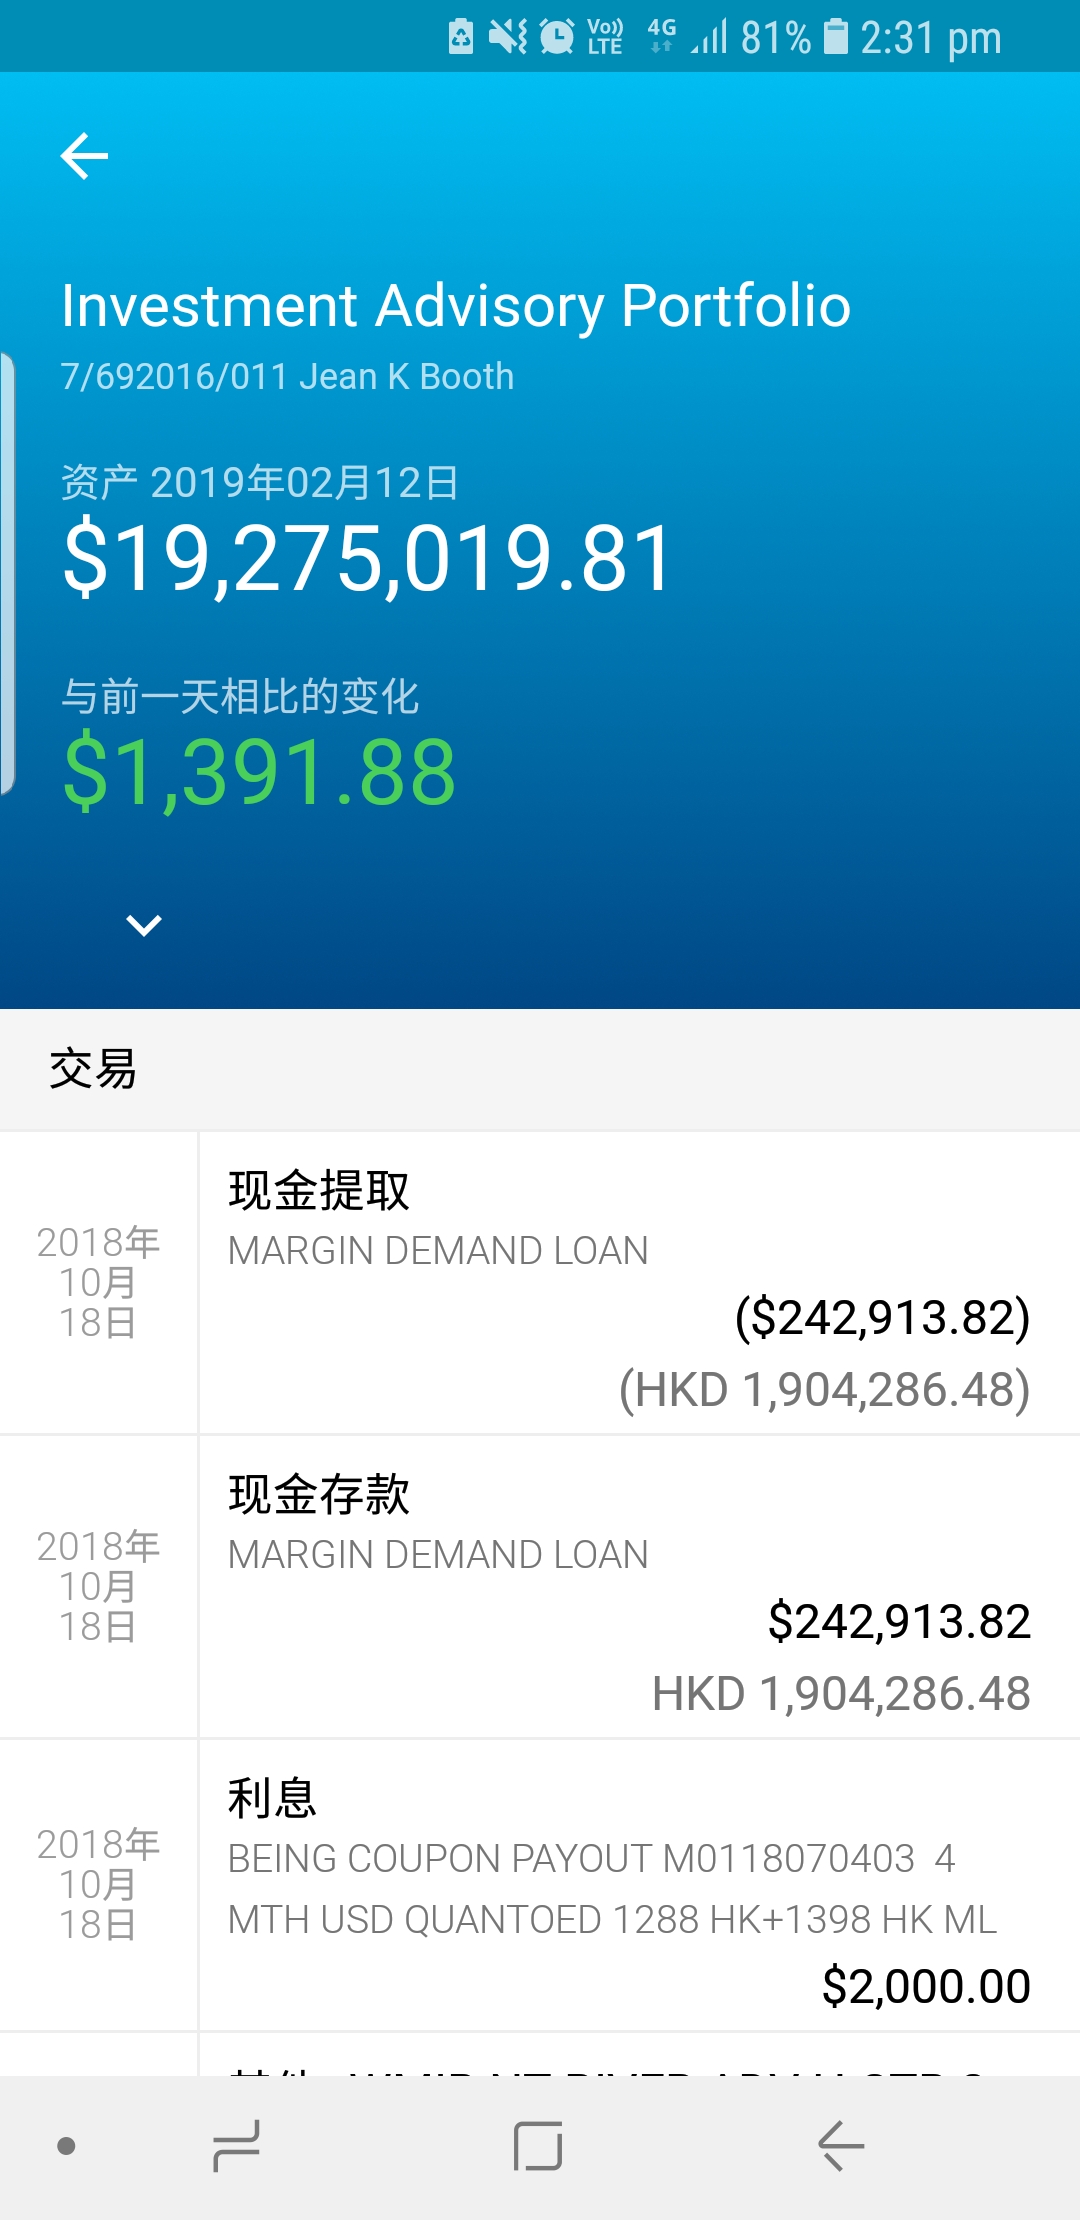 Vo)) LTE 4G 81% 2:31 pm
Investment Advisory Portfolio
7/692016/011 Jean K Booth
资产 2019年02月12日
$19,275,019.81
与前一天相比的变化
$1,391.88
交易
现金提取
2018年
10月
18日
MARGIN DEMAND LOAN
($242,913.82)
(HKD 1,904,286.48)
现金存款
2018年
10月
18日
MARGIN DEMAND LOAN
$242,913.82
HKD 1,904,286.48
利息
2018年
10月
18日
BEING COUPON PAYOUT M0118070403 4
MTH USD QUANTOED 1288 HK+1398 HK ML
$2,000.00